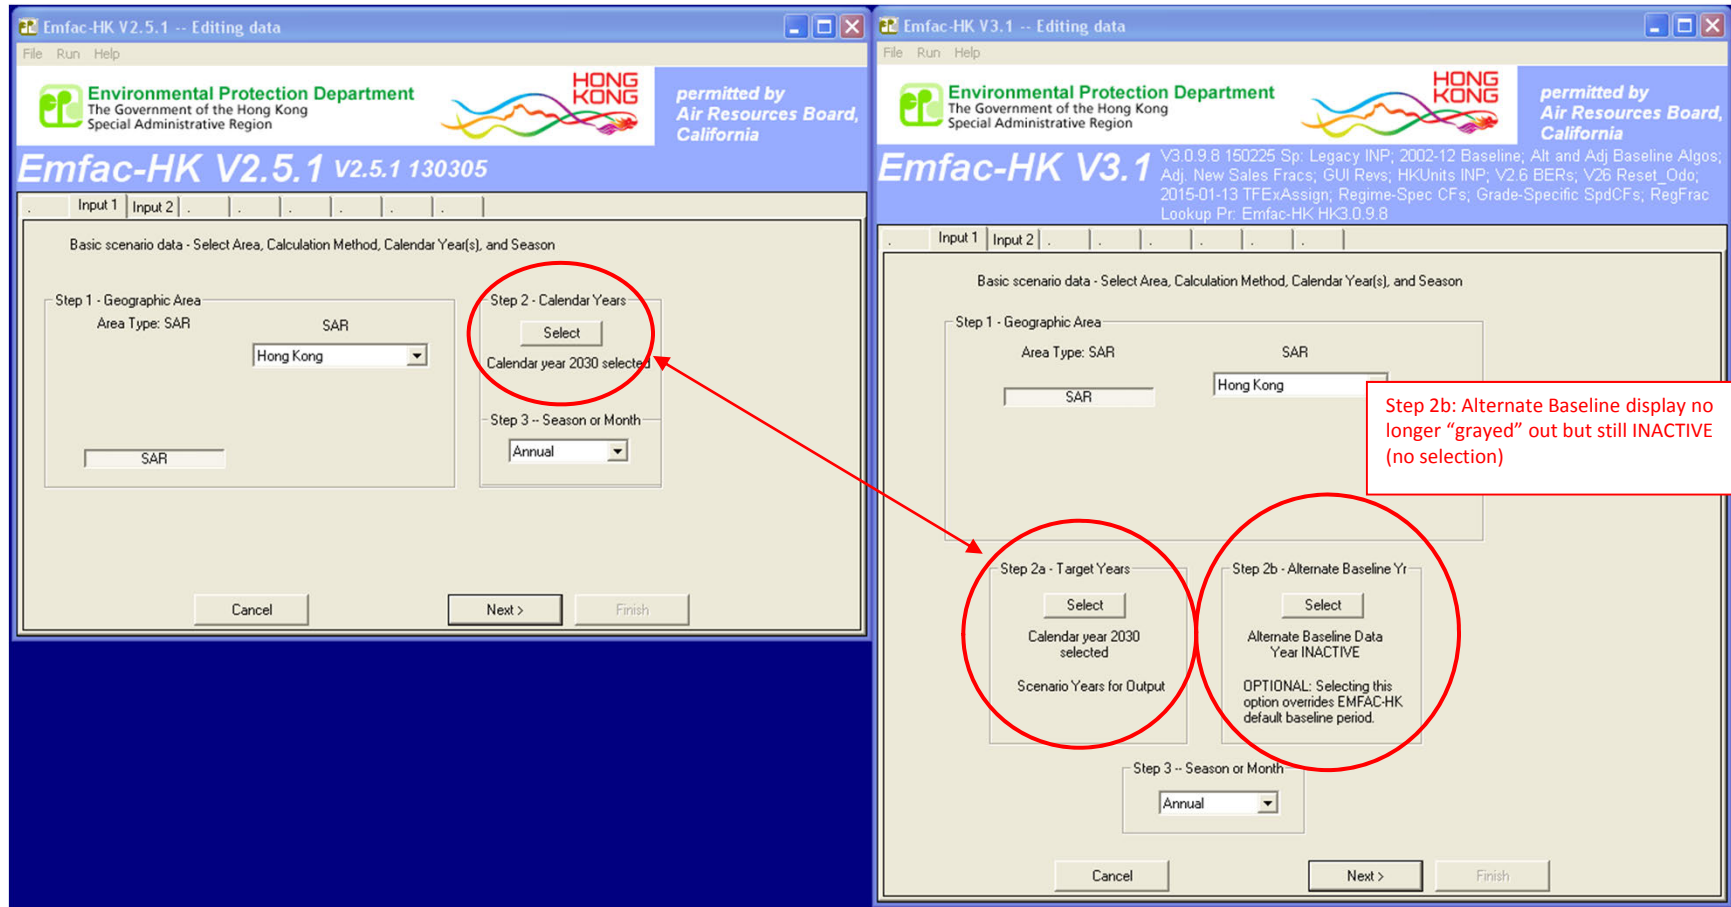 Emfac-HK V2.5.1 -- Editing data
File Run Help
Environmental Protection Department
The Government of the Hong Kong
Special Administrative Region
HONG
KONG
permitted by
Air Resources Board,
California
Emfac-HK V2.5.1 V2.5.1 130305
. Input 1 Input 2 . . . . . .
Basic scenario data - Select Area, Calculation Method, Calendar Year(s), and Season
Step 1 - Geographic Area
Area Type: SAR
SAR
Hong Kong
SAR
Step 2 - Calendar Years
Select
Calendar year 2030 selected
Step 3 -- Season or Month
Annual
Cancel
Next >
Finish
Emfac-HK V3.1 -- Editing data
File Run Help
Environmental Protection Department
The Government of the Hong Kong
Special Administrative Region
HONG
KONG
permitted by
Air Resources Board,
California
Emfac-HK V3.1
V3.0.9.8 150225 Sp: Legacy INP; 2002-12 Baseline; Alt and Adj Baseline Algos;
Adj. New Sales Fracs; GUI Revs; HKUnits INP; V2.6 BERs; V26 Reset_Odo;
2015-01-13 TFExAssign; Regime-Spec CFs; Grade-Specific SpdCFs; RegFrac
Lookup Pr: Emfac-HK HK3.0.9.8
. Input 1 Input 2 . . . . . .
Basic scenario data - Select Area, Calculation Method, Calendar Year(s), and Season
Step 1 - Geographic Area
Area Type: SAR
SAR
SAR
Hong Kong
Step 2b: Alternate Baseline display no
longer “grayed” out but still INACTIVE
(no selection)
Step 2a - Target Years
Select
Calendar year 2030
selected
Scenario Years for Output
Step 2b - Alternate Baseline Yr
Select
Alternate Baseline Data
Year INACTIVE
OPTIONAL: Selecting this
option overrides EMFAC-HK
default baseline period.
Step 3 -- Season or Month
Annual
Cancel
Next >
Finish